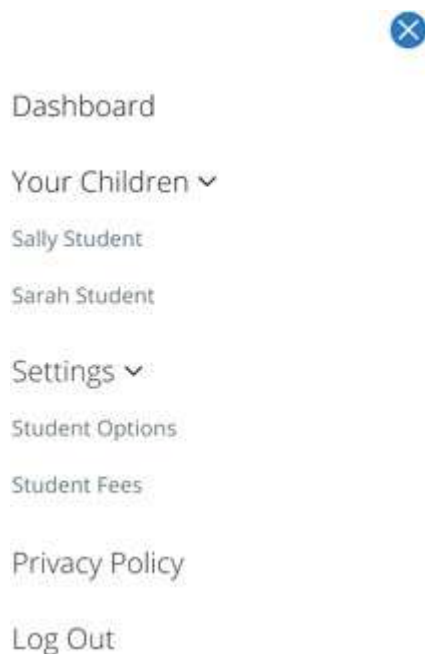 Dashboard
Your Children
Sally Student
Sarah Student
Settings
Student Options
Student Fees
Privacy Policy
Log Out